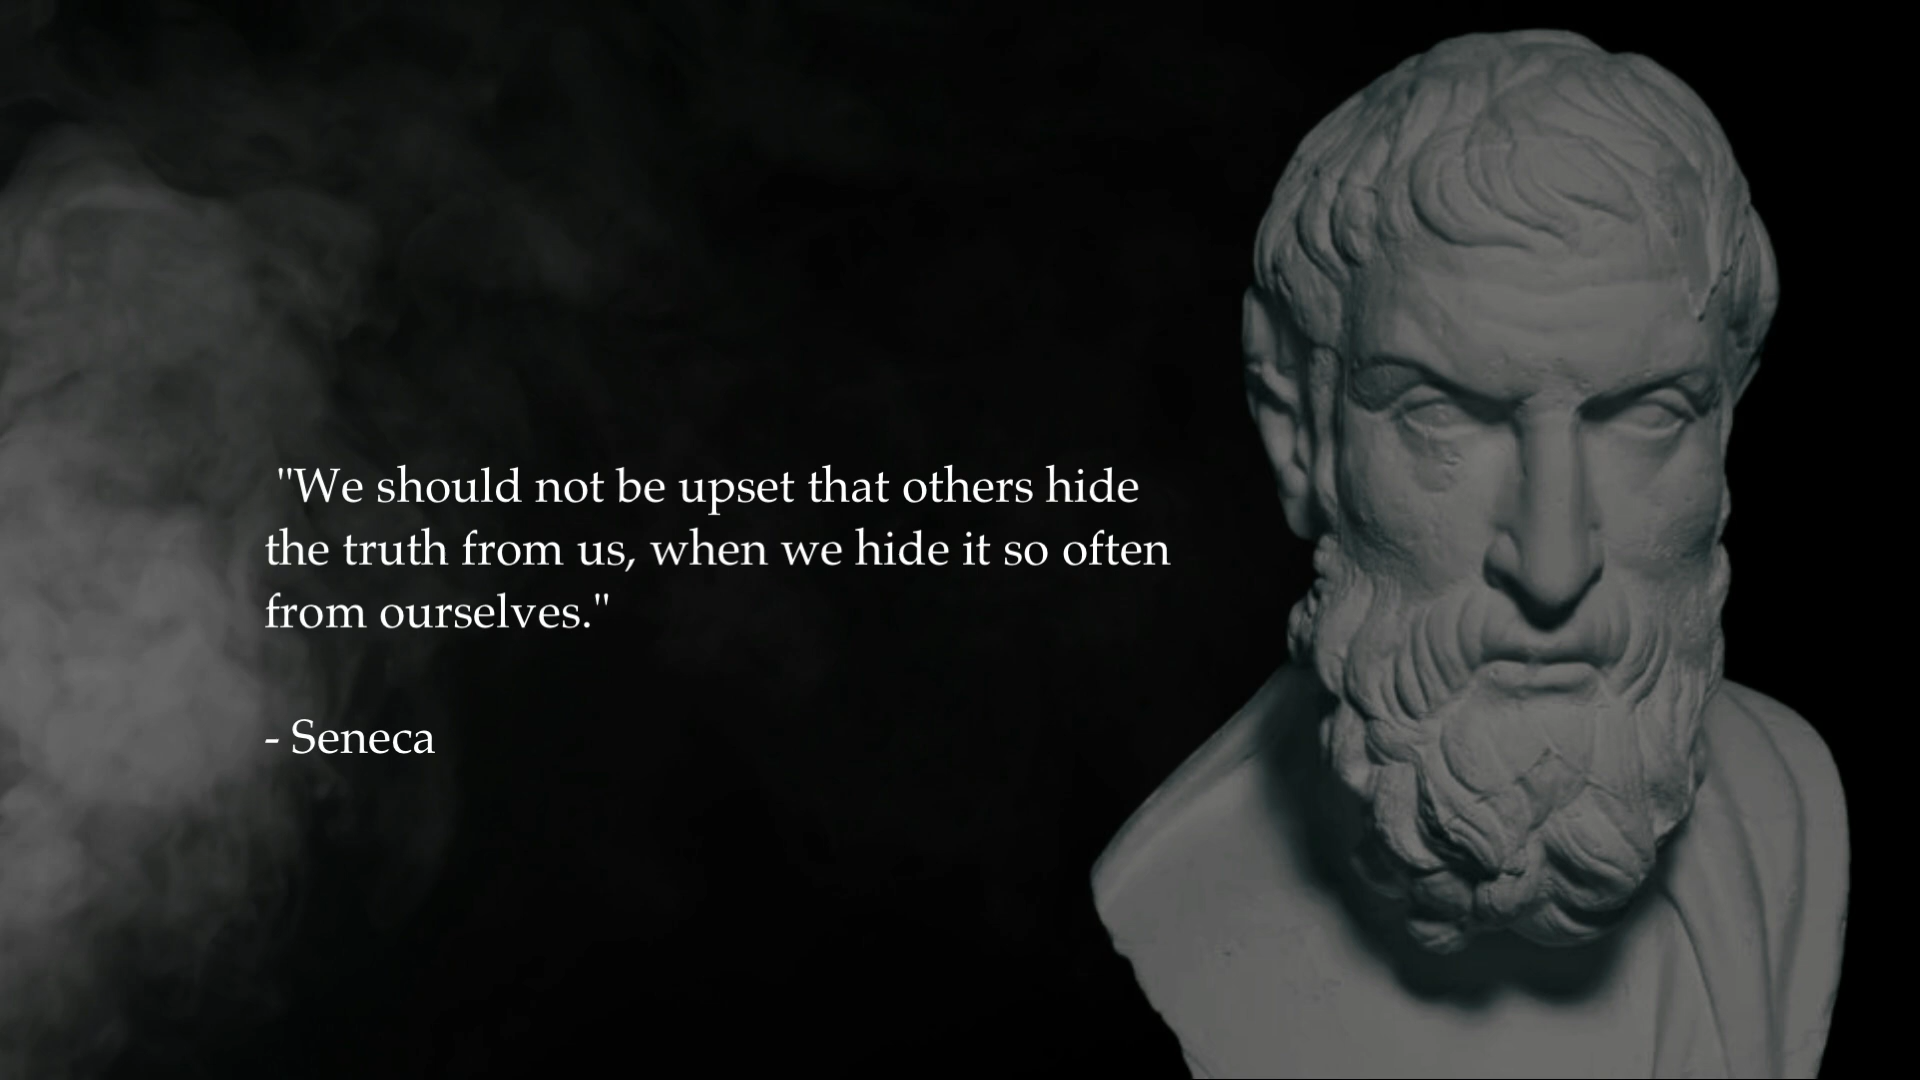 "We should not be upset that others hide
the truth from us, when we hide it so often
from ourselves."
- Seneca